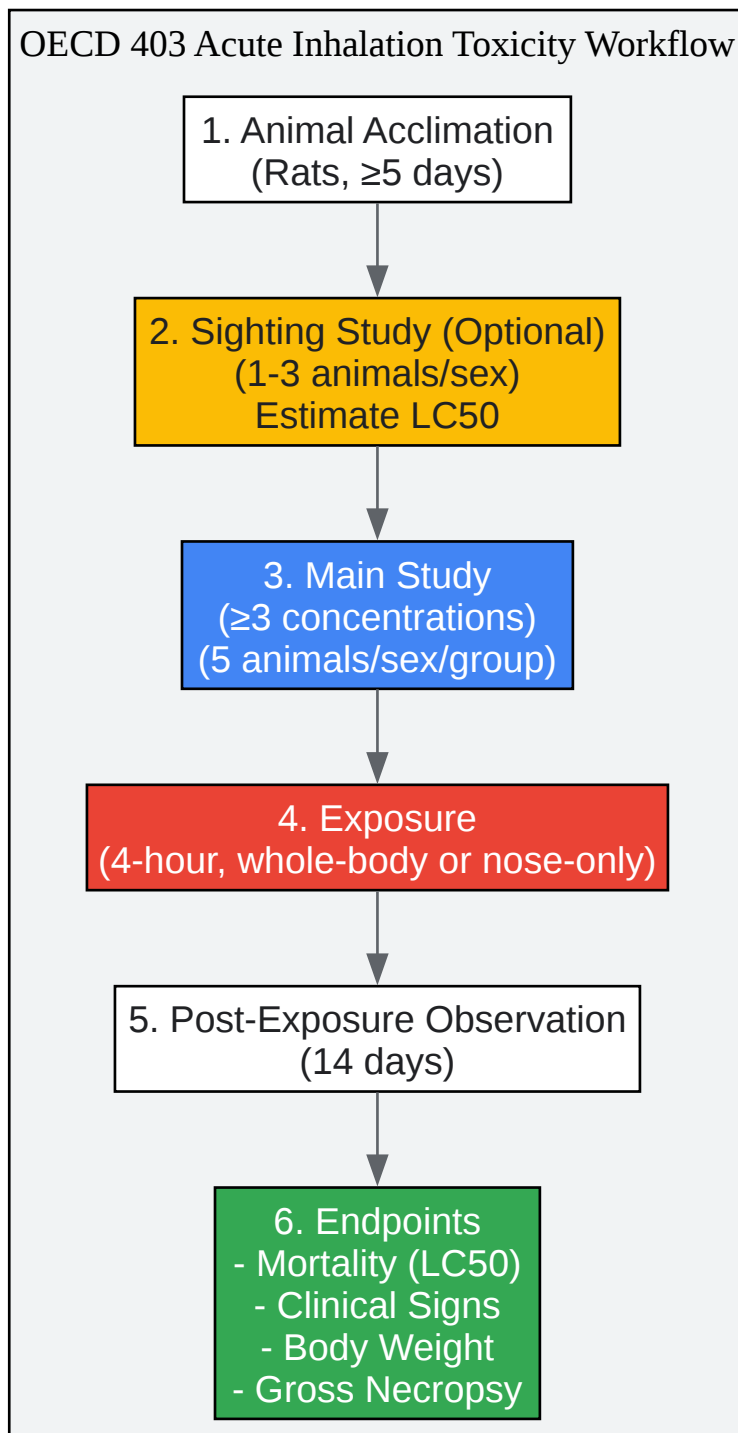 OECD 403 Acute Inhalation Toxicity Workflow
1. Animal Acclimation
(Rats, ≥5 days)
2. Sighting Study (Optional)
(1-3 animals/sex)
Estimate LC50
3. Main Study
(≥3 concentrations)
(5 animals/sex/group)
4. Exposure
(4-hour, whole-body or nose-only)
5. Post-Exposure Observation
(14 days)
6. Endpoints
- Mortality (LC50)
- Clinical Signs
- Body Weight
- Gross Necropsy